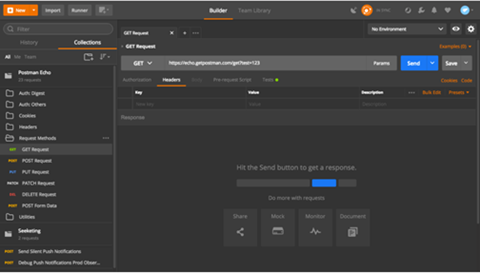 New Import Runner Builder Team Library IN SYNC
Filter
GET Request No Environment
History Collections
GET Request Examples (0)
All Me Team
GET https://echo.getpostman.com/get?test=123 Params Send Save
Postman Echo
Authorization Headers Body Pre-request Script Tests Cookies Code
Auth: Digest
Key Value Description Bulk Edit Presets
Auth: Others
New key Value Description
Cookies
Response
Headers
Request Methods
GET GET Request
POST POST Request
Hit the Send button to get a response.
PUT PUT Request
PATCH PATCH Request
Do more with requests
DEL DELETE Request
POST POST Form Data
Share Mock Monitor Document
Utilities
Seeketing
3 requests
POST Send Silent Push Notifications
POST Debug Push Notifications Prod Obser...